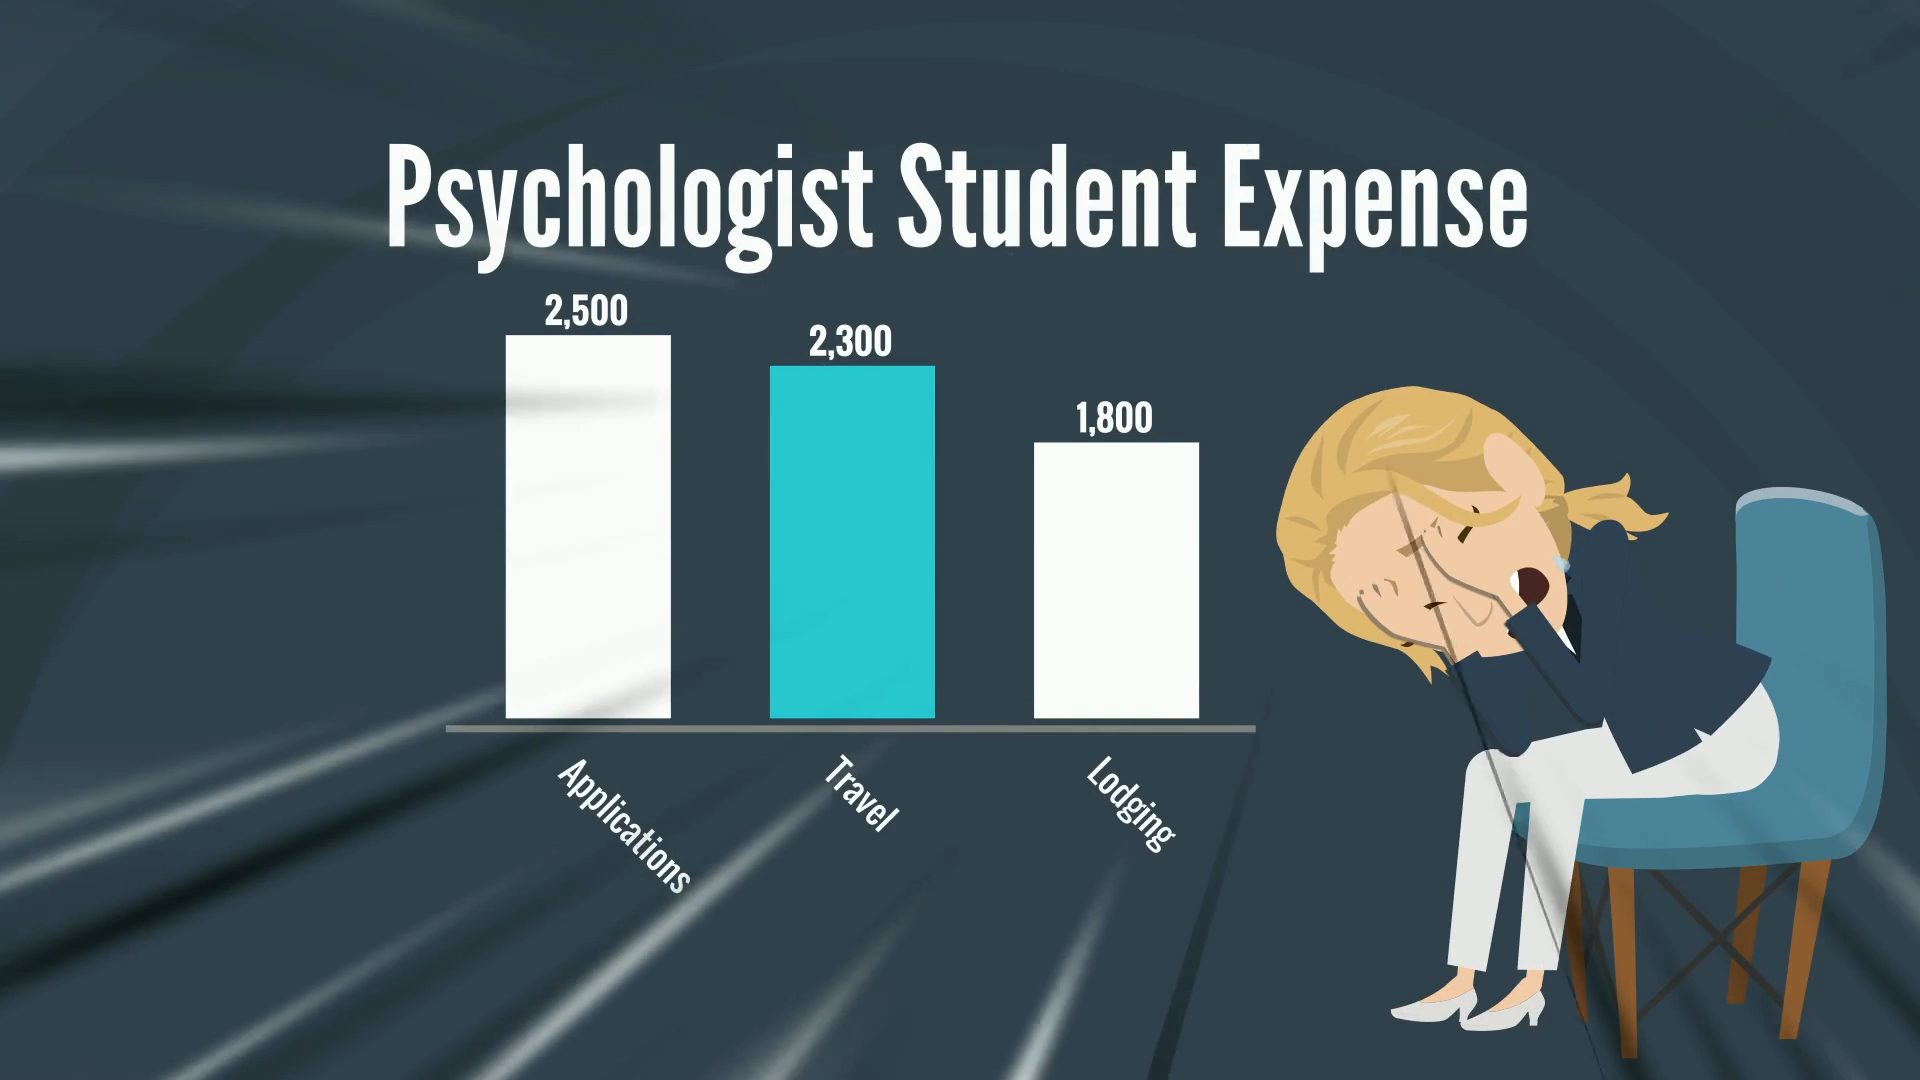 Psychologist Student Expense
2,500
2,300
1,800
Applications
Travel
Lodging